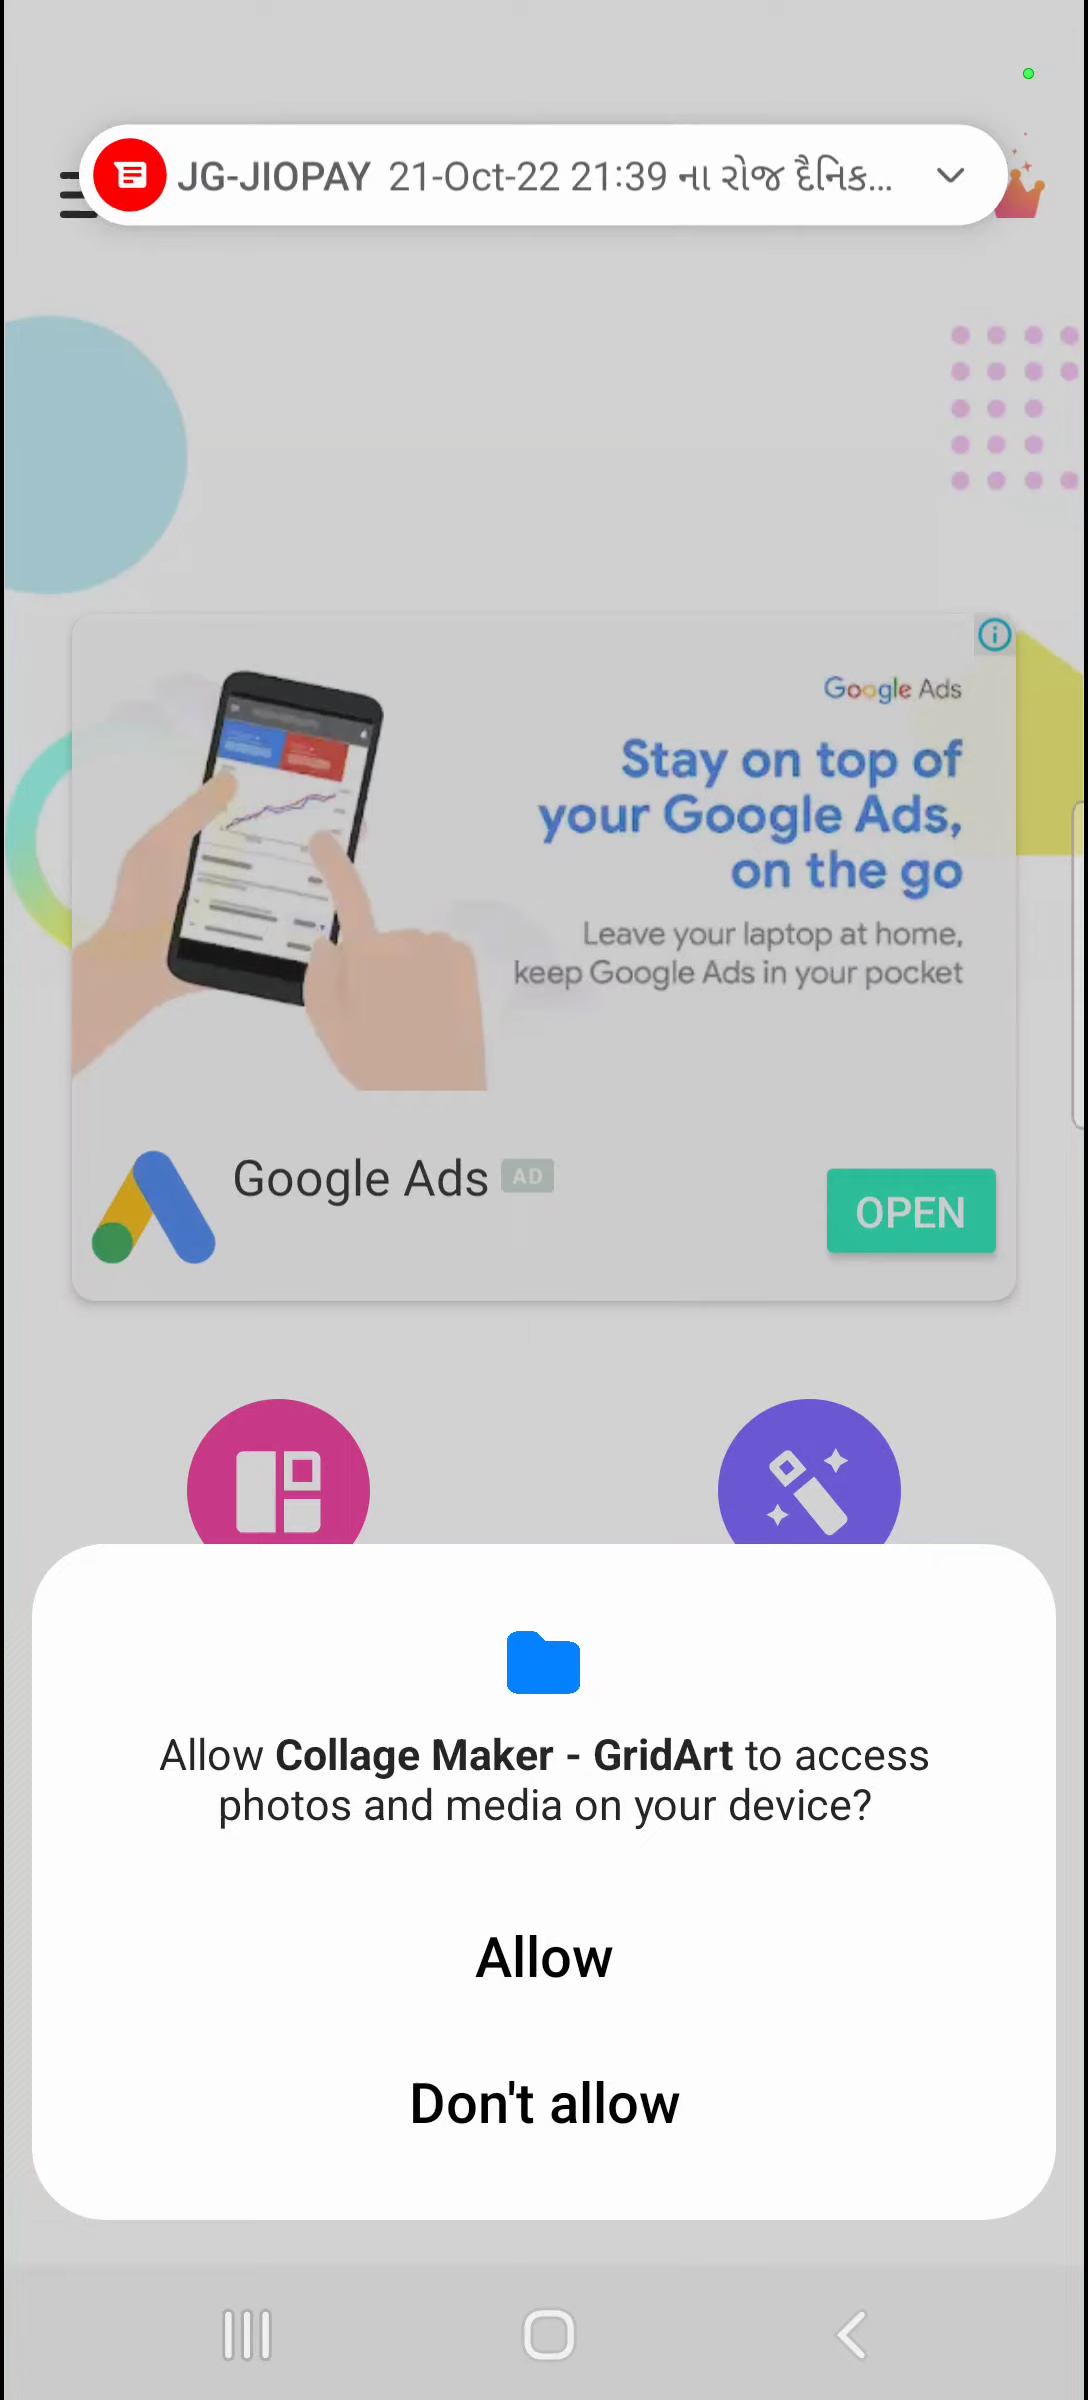 JG-JIOPAY 21-Oct-22 21:39 ના રોજ દૈનિક...
Google Ads
Stay on top of
your Google Ads,
on the go
Leave your laptop at home,
keep Google Ads in your pocket
Google Ads AD
OPEN
Allow Collage Maker - GridArt to access
photos and media on your device?
Allow
Don't allow